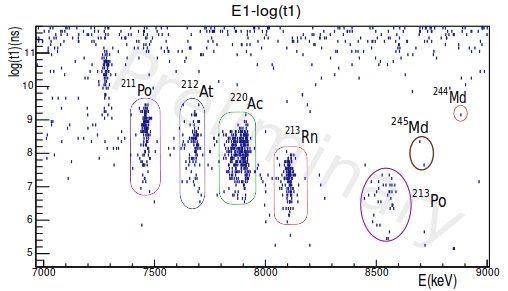 E1-log(t1)
log(t1)(ns)
11
10
9
8
7
6
5
211Po
212At
220Ac
213Rn
244Md
245Md
213Po
Preliminary
7000 7500 8000 8500 9000
E(keV)